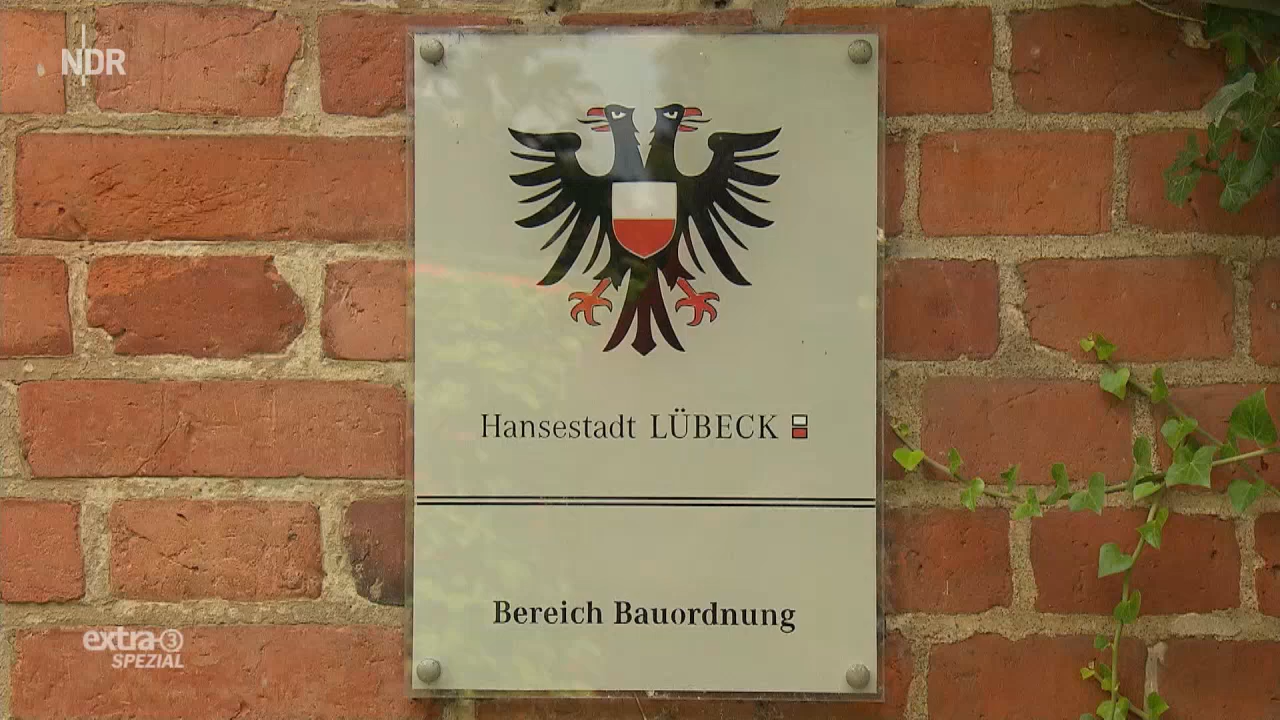 NDR
Hansestadt LÜBECK
Bereich Bauordnung
extra 3
SPEZIAL